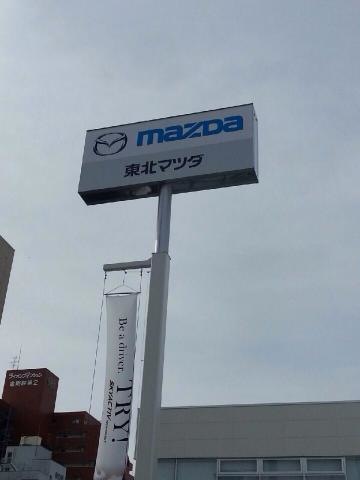 mazda
東北マツダ
Be a driver.
TRY!
SKYACTIV